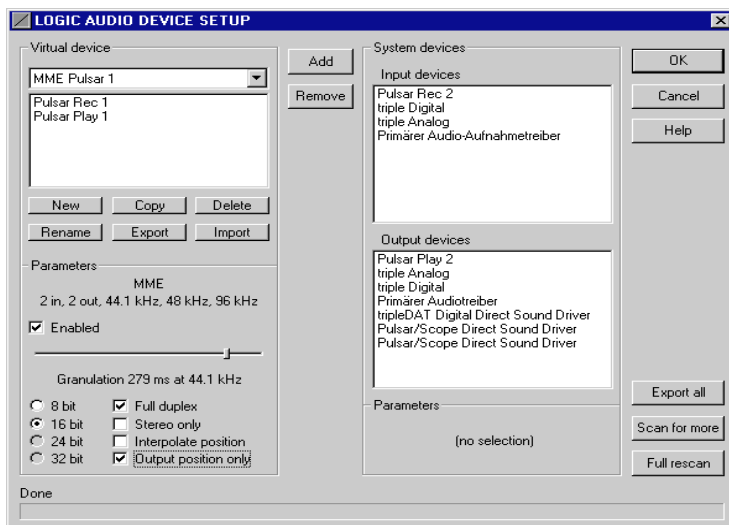 LOGIC AUDIO DEVICE SETUP
Virtual device
MME Pulsar 1
Pulsar Rec 1
Pulsar Play 1
New Copy Delete
Rename Export Import
Parameters
MME
2 in, 2 out, 44.1 kHz, 48 kHz, 96 kHz
Enabled
Granulation 279 ms at 44.1 kHz
8 bit Full duplex
16 bit Stereo only
24 bit Interpolate position
32 bit Output position only
Add
Remove
System devices
Input devices
Pulsar Rec 2
triple Digital
triple Analog
Primärer Audio-Aufnahmetreiber
Output devices
Pulsar Play 2
triple Analog
triple Digital
Primärer Audiotreiber
tripleDAT Digital Direct Sound Driver
Pulsar/Scope Direct Sound Driver
Pulsar/Scope Direct Sound Driver
Parameters
(no selection)
OK
Cancel
Help
Export all
Scan for more
Full rescan
Done